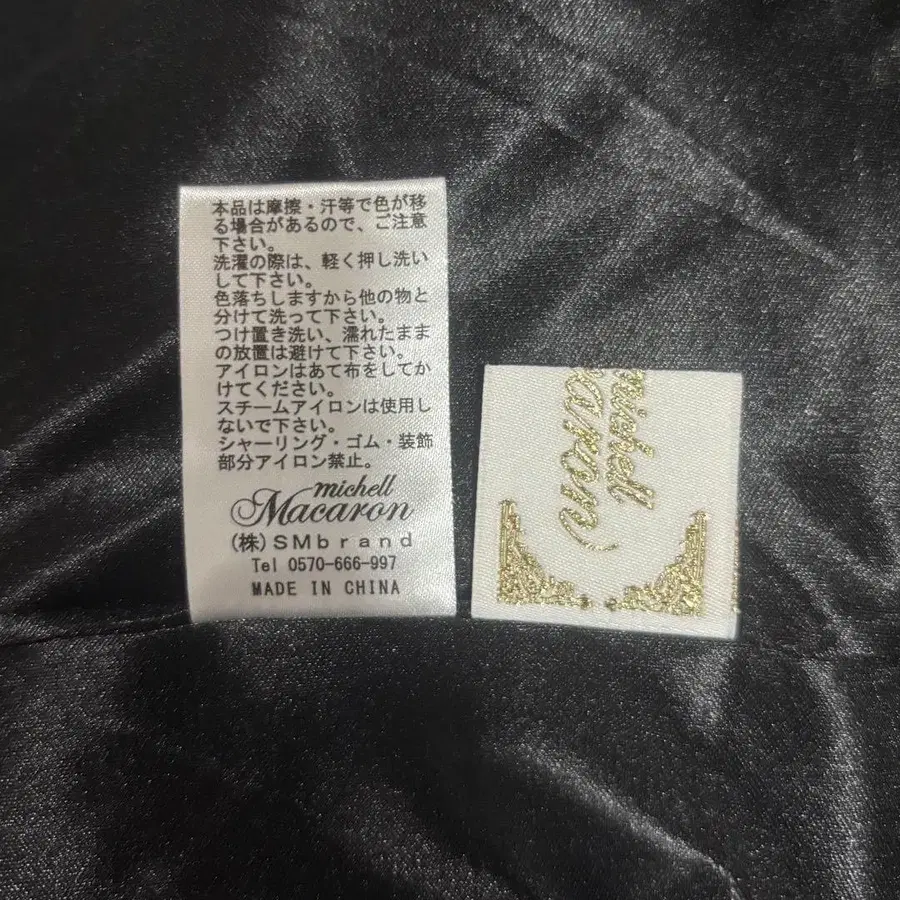 本品は摩擦・汗等で色が移
る場合があるので、ご注意
下さい。
洗濯の際は、軽く押し洗い
して下さい。
色落ちしますから他の物と
分けて洗って下さい。
つけ置き洗い、濡れたまま
の放置は避けて下さい。
アイロンはあて布をしてか
けてください。
スチームアイロンは使用し
ないで下さい。
シャーリング・ゴム・装飾
部分アイロン禁止。
michell
Macaron
(株)SMbrand
Tel 0570-666-997
MADE IN CHINA
michell